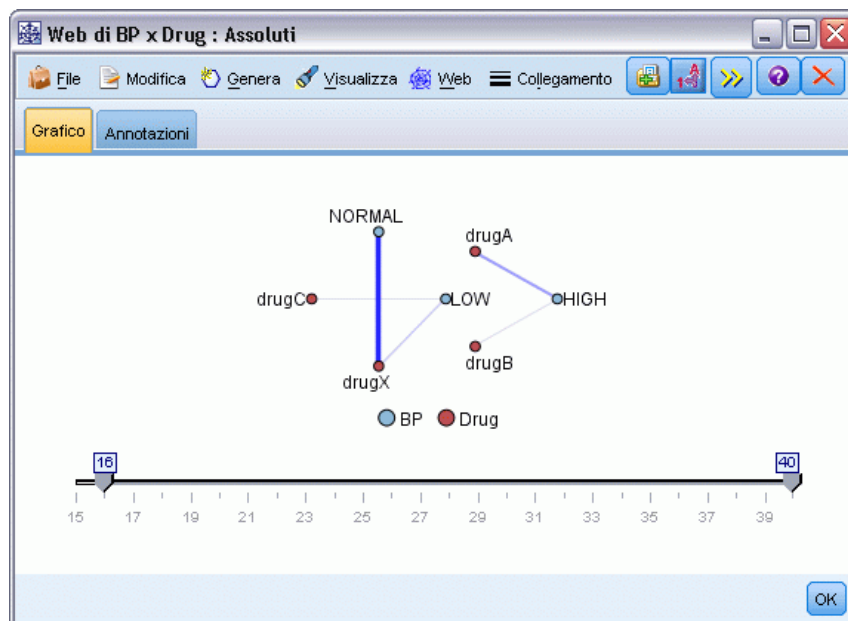 Web di BP x Drug : Assoluti
File Modifica Genera Visualizza Web Collegamento
Grafico Annotazioni
NORMAL
drugA
drugC LOW HIGH
drugB
drugX
BP Drug
16 40
15 17 19 21 23 25 27 29 31 33 35 37 39
OK